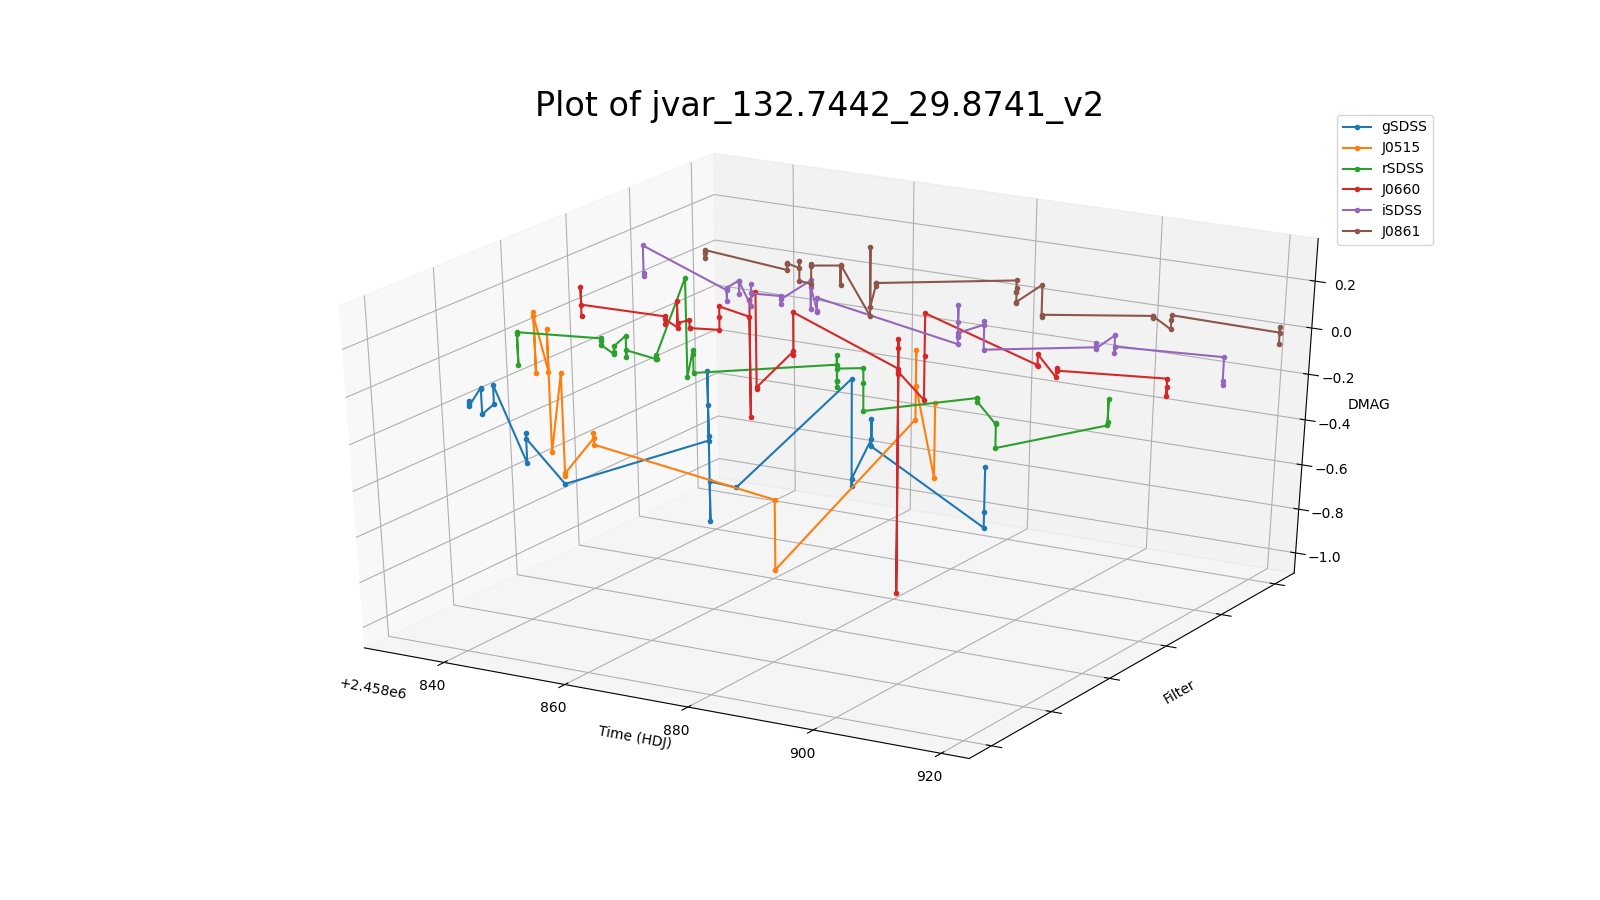 Plot of jvar_132.7442_29.8741_v2
gSDSS
J0515
rSDSS
J0660
iSDSS
J0861
0.2
0.0
−0.2
DMAG
−0.4
−0.6
−0.8
−1.0
Filter
+2.458e6
840
860
880
900
920
Time (HDJ)